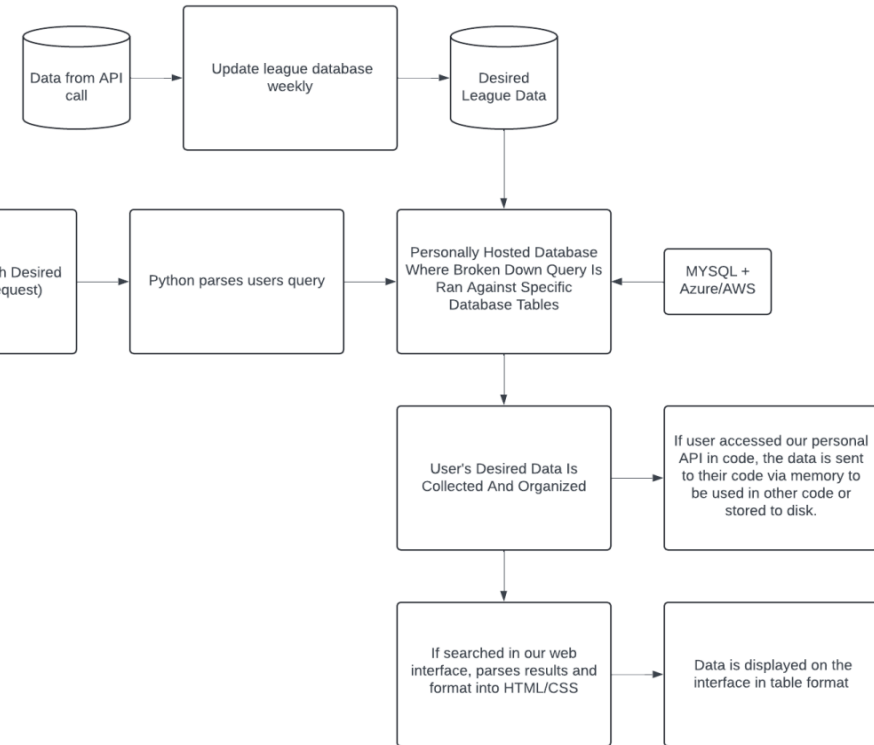 Data from API
call
Update league database
weekly
Desired
League Data
h Desired
quest)
Python parses users query
Personally Hosted Database
Where Broken Down Query Is
Ran Against Specific
Database Tables
MYSQL +
Azure/AWS
User's Desired Data Is
Collected And Organized
If user accessed our personal
API in code, the data is sent
to their code via memory to
be used in other code or
stored to disk.
If searched in our web
interface, parses results and
format into HTML/CSS
Data is displayed on the
interface in table format